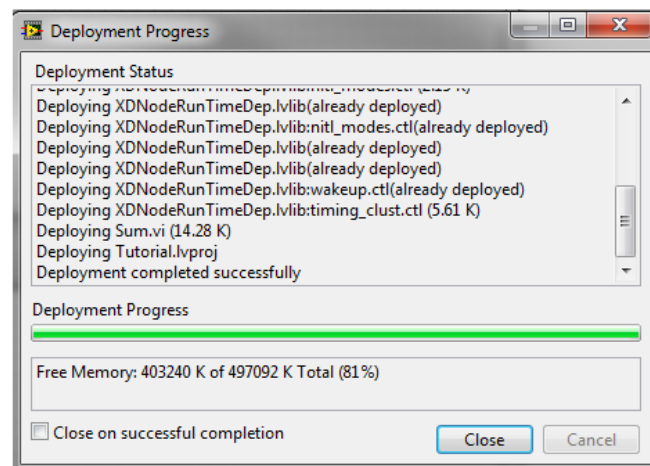 Deployment Progress
Deployment Status
Deploying XDNodeRunTimeDep.lvlib(already deployed)
Deploying XDNodeRunTimeDep.lvlib:nitl_modes.ctl(already deployed)
Deploying XDNodeRunTimeDep.lvlib(already deployed)
Deploying XDNodeRunTimeDep.lvlib(already deployed)
Deploying XDNodeRunTimeDep.lvlib:wakeup.ctl(already deployed)
Deploying XDNodeRunTimeDep.lvlib:timing_clust.ctl (5.61 K)
Deploying Sum.vi (14.28 K)
Deploying Tutorial.lvproj
Deployment completed successfully
Deployment Progress
Free Memory: 403240 K of 497092 K Total (81%)
Close on successful completion
Close
Cancel